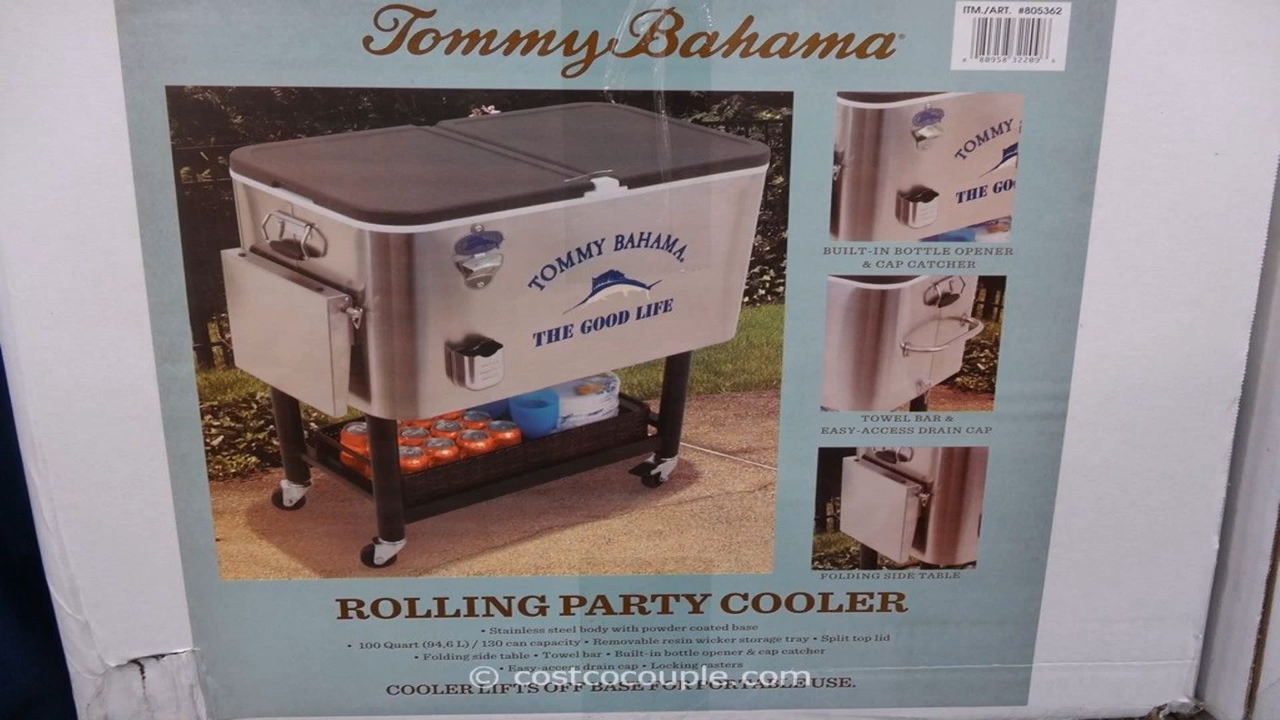 Tommy Bahama
ITM./ART. #805362
80958 32209
TOMMY BAHAMA
THE GOOD LIFE
TOMMY
THE GO
BUILT-IN BOTTLE OPENER
& CAP CATCHER
TOWEL BAR &
EASY-ACCESS DRAIN CAP
FOLDING SIDE TABLE
ROLLING PARTY COOLER
• Stainless steel body with powder coated base
• 100 Quart (94,6 L) / 130 can capacity • Removable resin wicker storage tray • Split top lid
• Folding side table • Towel bar • Built-in bottle opener & cap catcher
• Easy-access drain cap • Locking casters
© costcocouple.com
COOLER LIFTS OFF BASE FOR PORTABLE USE.